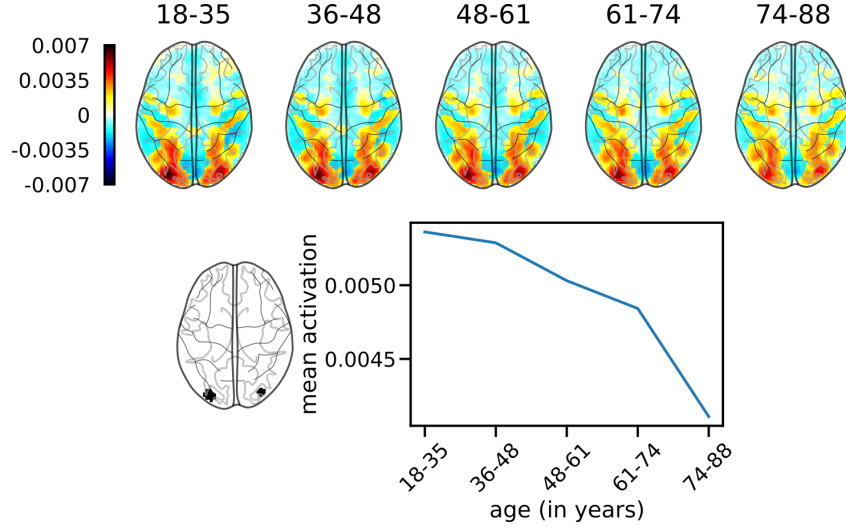 18-35 36-48 48-61 61-74 74-88
0.007
0.0035
0
-0.0035
-0.007
mean activation
0.0050
0.0045
18-35 36-48 48-61 61-74 74-88
age (in years)